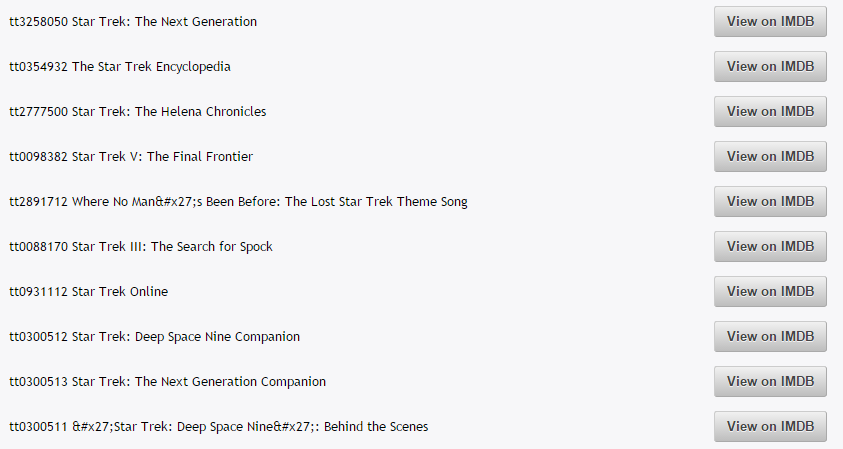 tt3258050 Star Trek: The Next Generation View on IMDB
tt0354932 The Star Trek Encyclopedia View on IMDB
tt2777500 Star Trek: The Helena Chronicles View on IMDB
tt0098382 Star Trek V: The Final Frontier View on IMDB
tt2891712 Where No Man&#x27;s Been Before: The Lost Star Trek Theme Song View on IMDB
tt0088170 Star Trek III: The Search for Spock View on IMDB
tt0931112 Star Trek Online View on IMDB
tt0300512 Star Trek: Deep Space Nine Companion View on IMDB
tt0300513 Star Trek: The Next Generation Companion View on IMDB
tt0300511 &#x27;Star Trek: Deep Space Nine&#x27;: Behind the Scenes View on IMDB